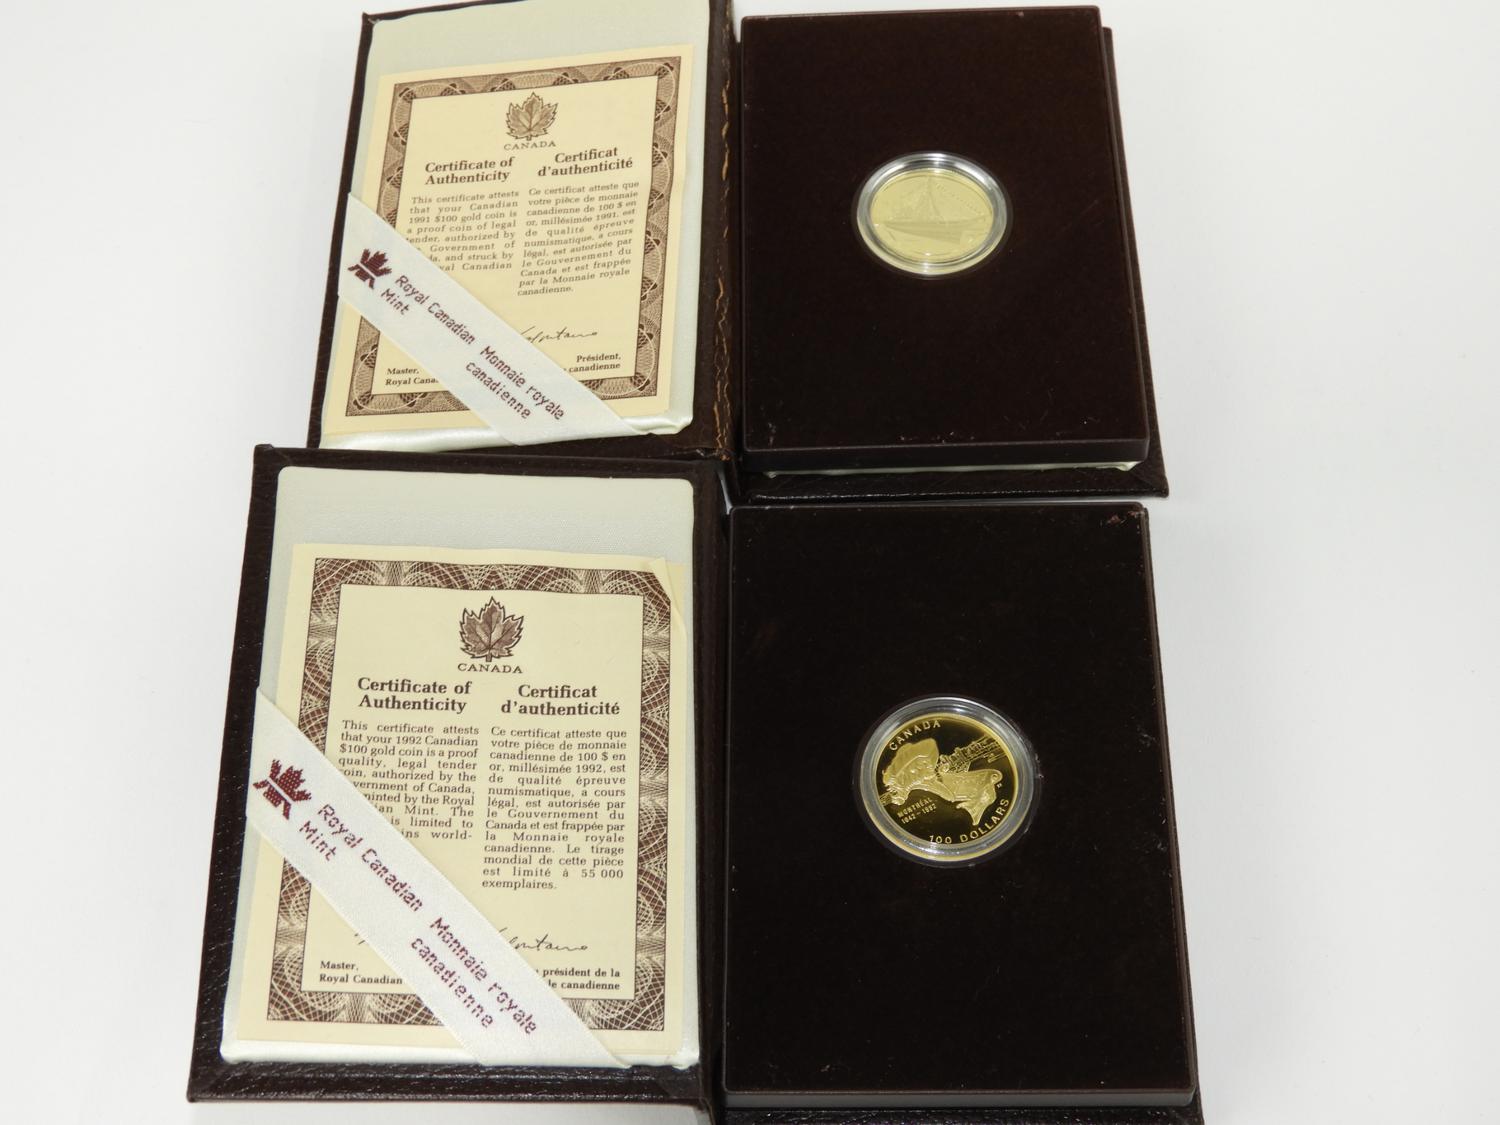 CANADA
Certificate of
Authenticity
This certificate attests
that your Canadian
1991 $100 gold coin is
a proof coin of legal
tender, authorized by
Government of
and struck by
Canadian
Certificat
d'authenticité
Ce certificat atteste que
votre pièce de monnaie
canadienne de 100 $ en
or, millésimée 1991, est
de qualité épreuve
numismatique, a cours
légal, est autorisée par
le Gouvernement du
Canada et est frappée
par la Monnaie royale
canadienne.
Master,
Royal Cana
Président,
canadienne
Royal Canadian
Mint
Monnaie royale
canadienne
CANADA
Certificate of
Authenticity
This certificate attests
that your 1992 Canadian
$100 gold coin is a proof
quality, legal tender
coin, authorized by the
vernment of Canada,
minted by the Royal
ian Mint. The
is limited to
ins world-
Certificat
d'authenticité
Ce certificat atteste que
votre pièce de monnaie
canadienne de 100 $ en
or, millésimée 1992, est
de qualité épreuve
numismatique, a cours
légal, est autorisée par
le Gouvernement du
Canada et est frappée par
la Monnaie royale
canadienne. Le tirage
mondial de cette pièce
est limité à 55 000
exemplaires.
Master,
Royal Canadian
président de la
le canadienne
Royal Canadian
Mint
Monnaie royale
canadienne
CANADA
MONTRÉAL
1642-1992
100 DOLLARS